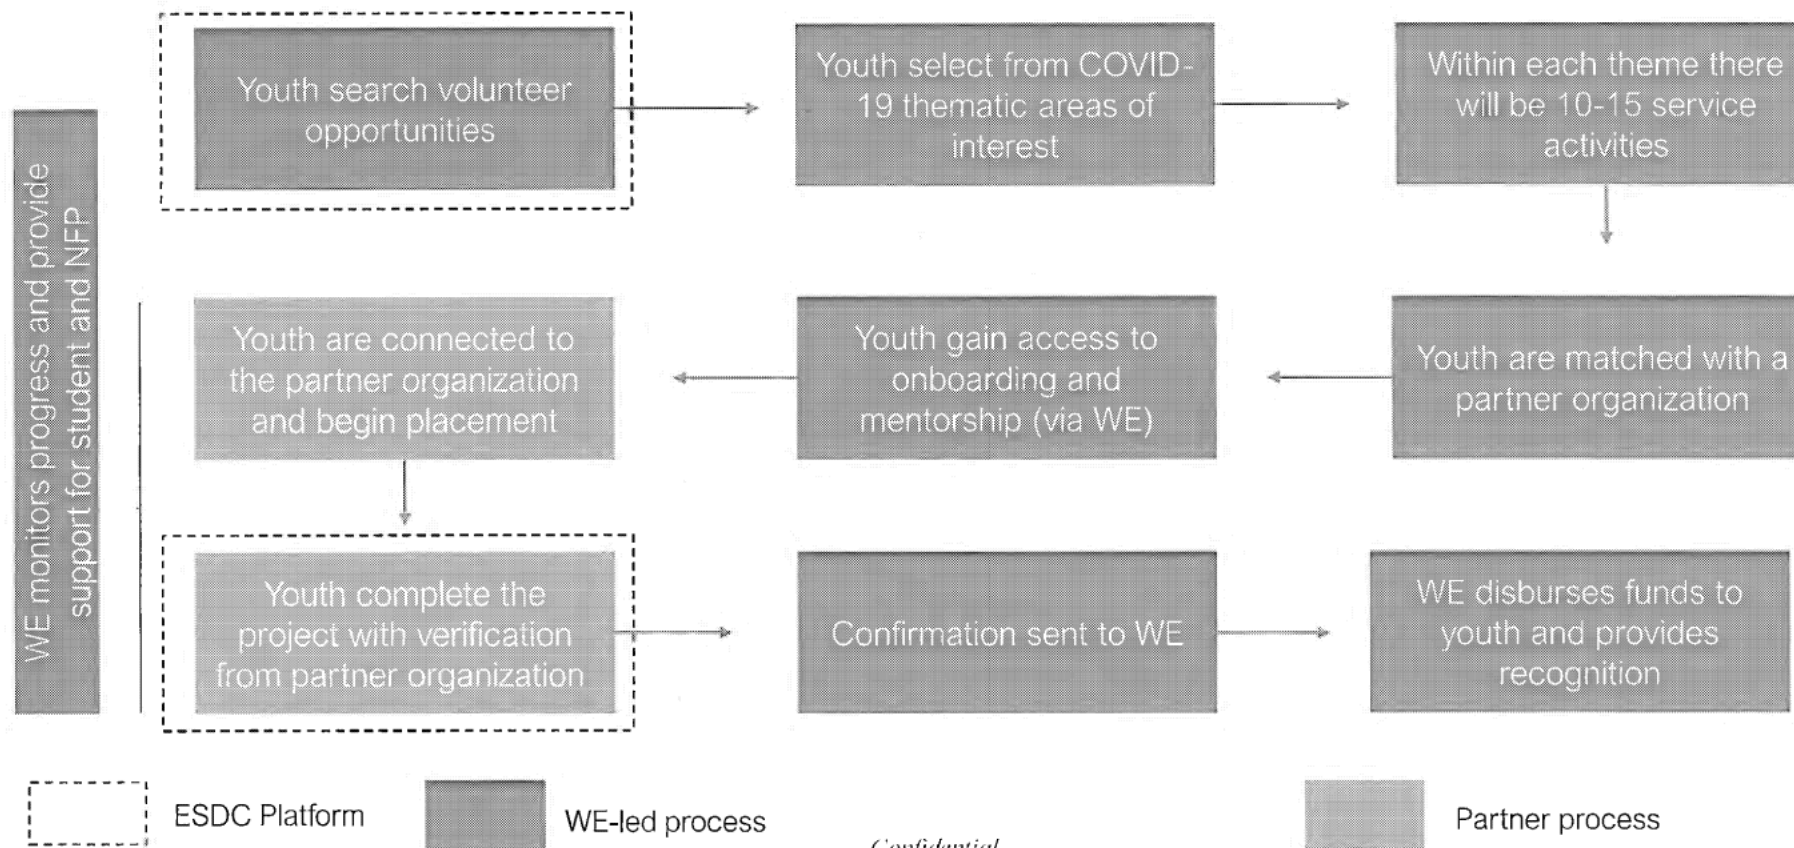 Youth search volunteer
opportunities
Youth select from COVID-
19 thematic areas of
interest
Within each theme there
will be 10-15 service
activities
WE monitors progress and provide
support for student and NFP
Youth are connected to
the partner organization
and begin placement
Youth gain access to
onboarding and
mentorship (via WE)
Youth are matched with a
partner organization
Youth complete the
project with verification
from partner organization
Confirmation sent to WE
WE disburses funds to
youth and provides
recognition
ESDC Platform
WE-led process
Partner process
Confidential